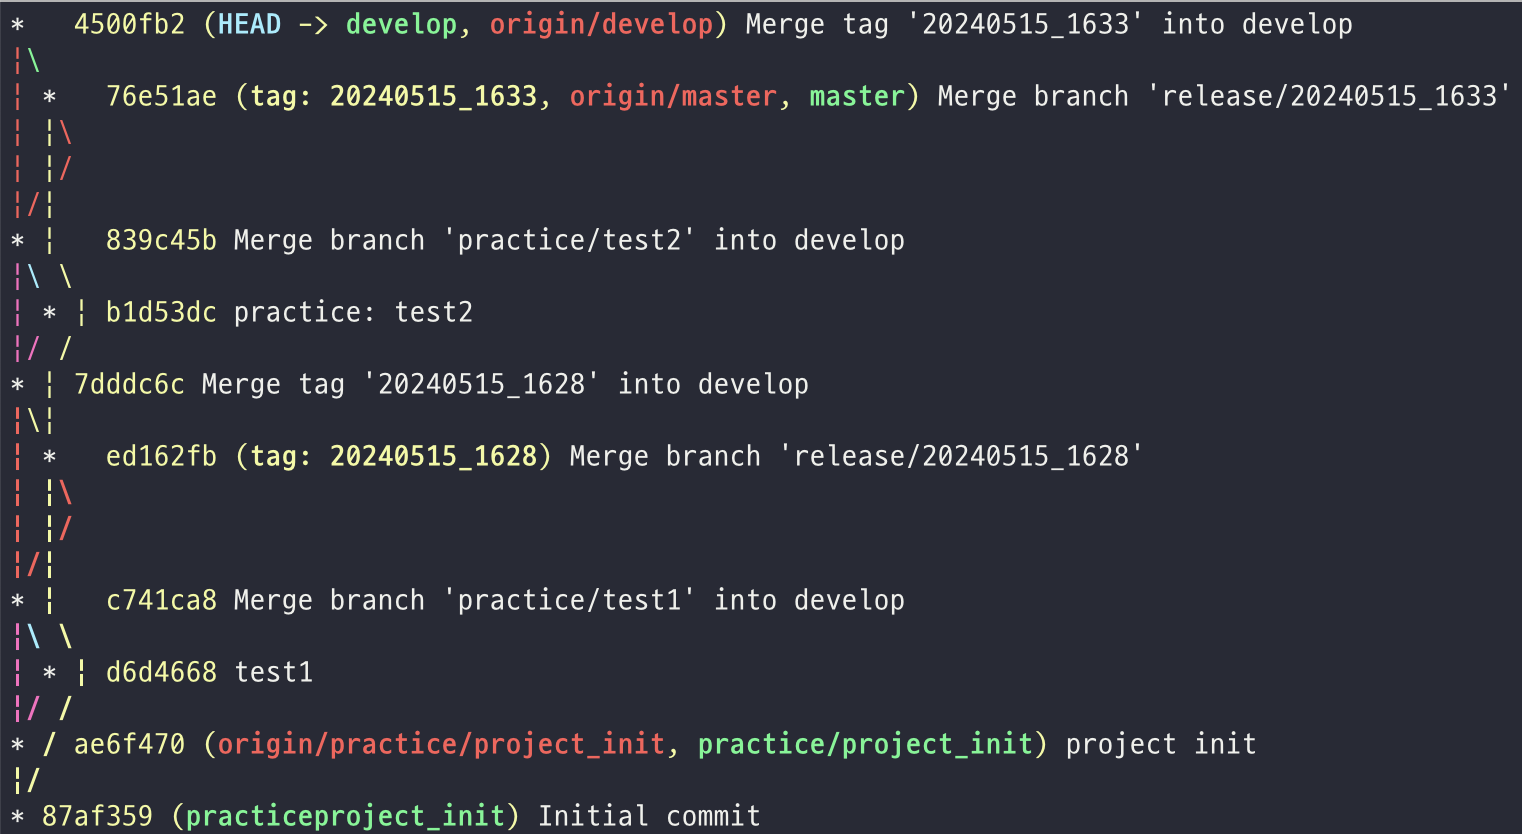 *   4500fb2 (HEAD -> develop, origin/develop) Merge tag '20240515_1633' into develop
|\
| *   76e51ae (tag: 20240515_1633, origin/master, master) Merge branch 'release/20240515_1633'
| |\
| |/
|/|
* |   839c45b Merge branch 'practice/test2' into develop
|\ \
| * | b1d53dc practice: test2
|/ /
* | 7dddc6c Merge tag '20240515_1628' into develop
|\|
| *   ed162fb (tag: 20240515_1628) Merge branch 'release/20240515_1628'
| |\
| |/
|/|
* |   c741ca8 Merge branch 'practice/test1' into develop
|\ \
| * | d6d4668 test1
|/ /
* / ae6f470 (origin/practice/project_init, practice/project_init) project init
|/
* 87af359 (practiceproject_init) Initial commit